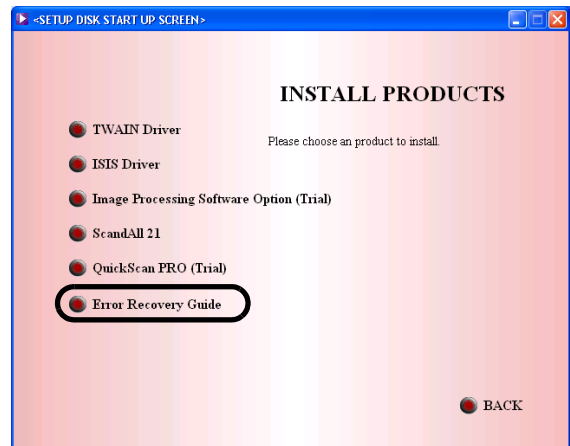 <SETUP DISK START UP SCREEN>
INSTALL PRODUCTS
Please choose an product to install.
TWAIN Driver
ISIS Driver
Image Processing Software Option (Trial)
ScandAll 21
QuickScan PRO (Trial)
Error Recovery Guide
BACK